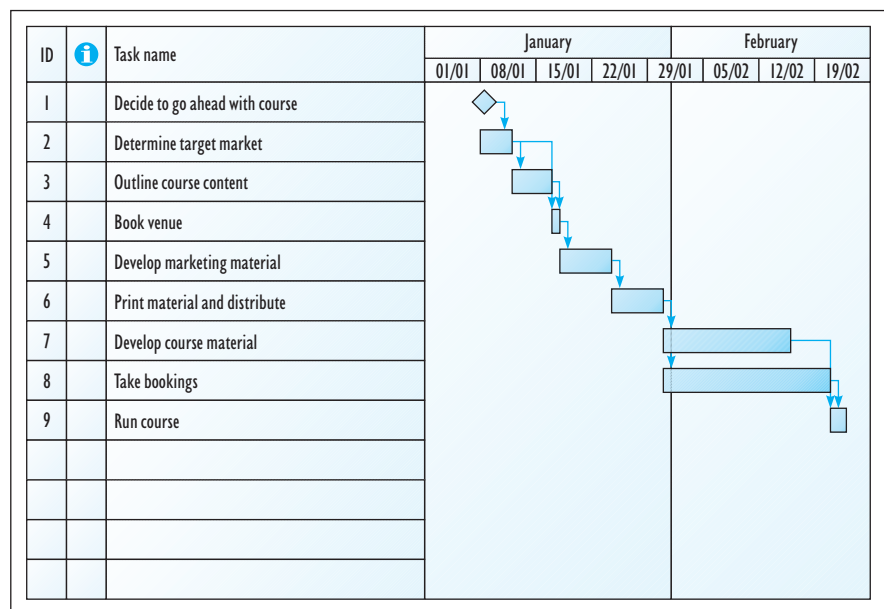 January February
ID i Task name
01/01 08/01 15/01 22/01 29/01 05/02 12/02 19/02
1 Decide to go ahead with course
2 Determine target market
3 Outline course content
4 Book venue
5 Develop marketing material
6 Print material and distribute
7 Develop course material
8 Take bookings
9 Run course